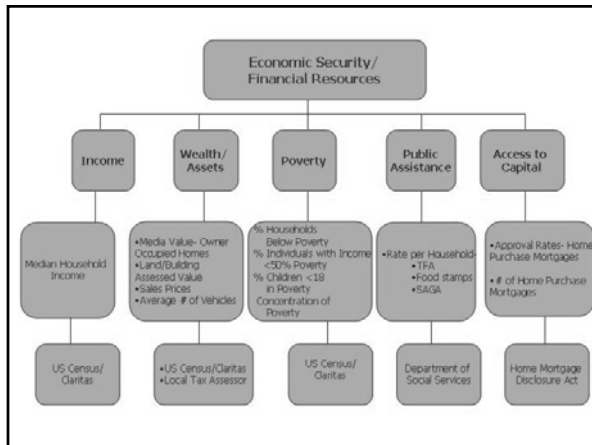 Economic Security/
Financial Resources
Income
Wealth/
Assets
Poverty
Public
Assistance
Access to
Capital
Median Household
Income
•Media Value- Owner
Occupied Homes
•Land/Building
Assessed Value
•Sales Prices
•Average # of Vehicles
% Households
Below Poverty
% Individuals with Income
<50% Poverty
% Children <18
in Poverty
Concentration of
Poverty
•Rate per Household-
•TFA
•Food stamps
•SAGA
•Approval Rates- Home
Purchase Mortgages
• # of Home Purchase
Mortgages
US Census/
Claritas
•US Census/Claritas
•Local Tax Assessor
US Census/
Claritas
Department of
Social Services
Home Mortgage
Disclosure Act